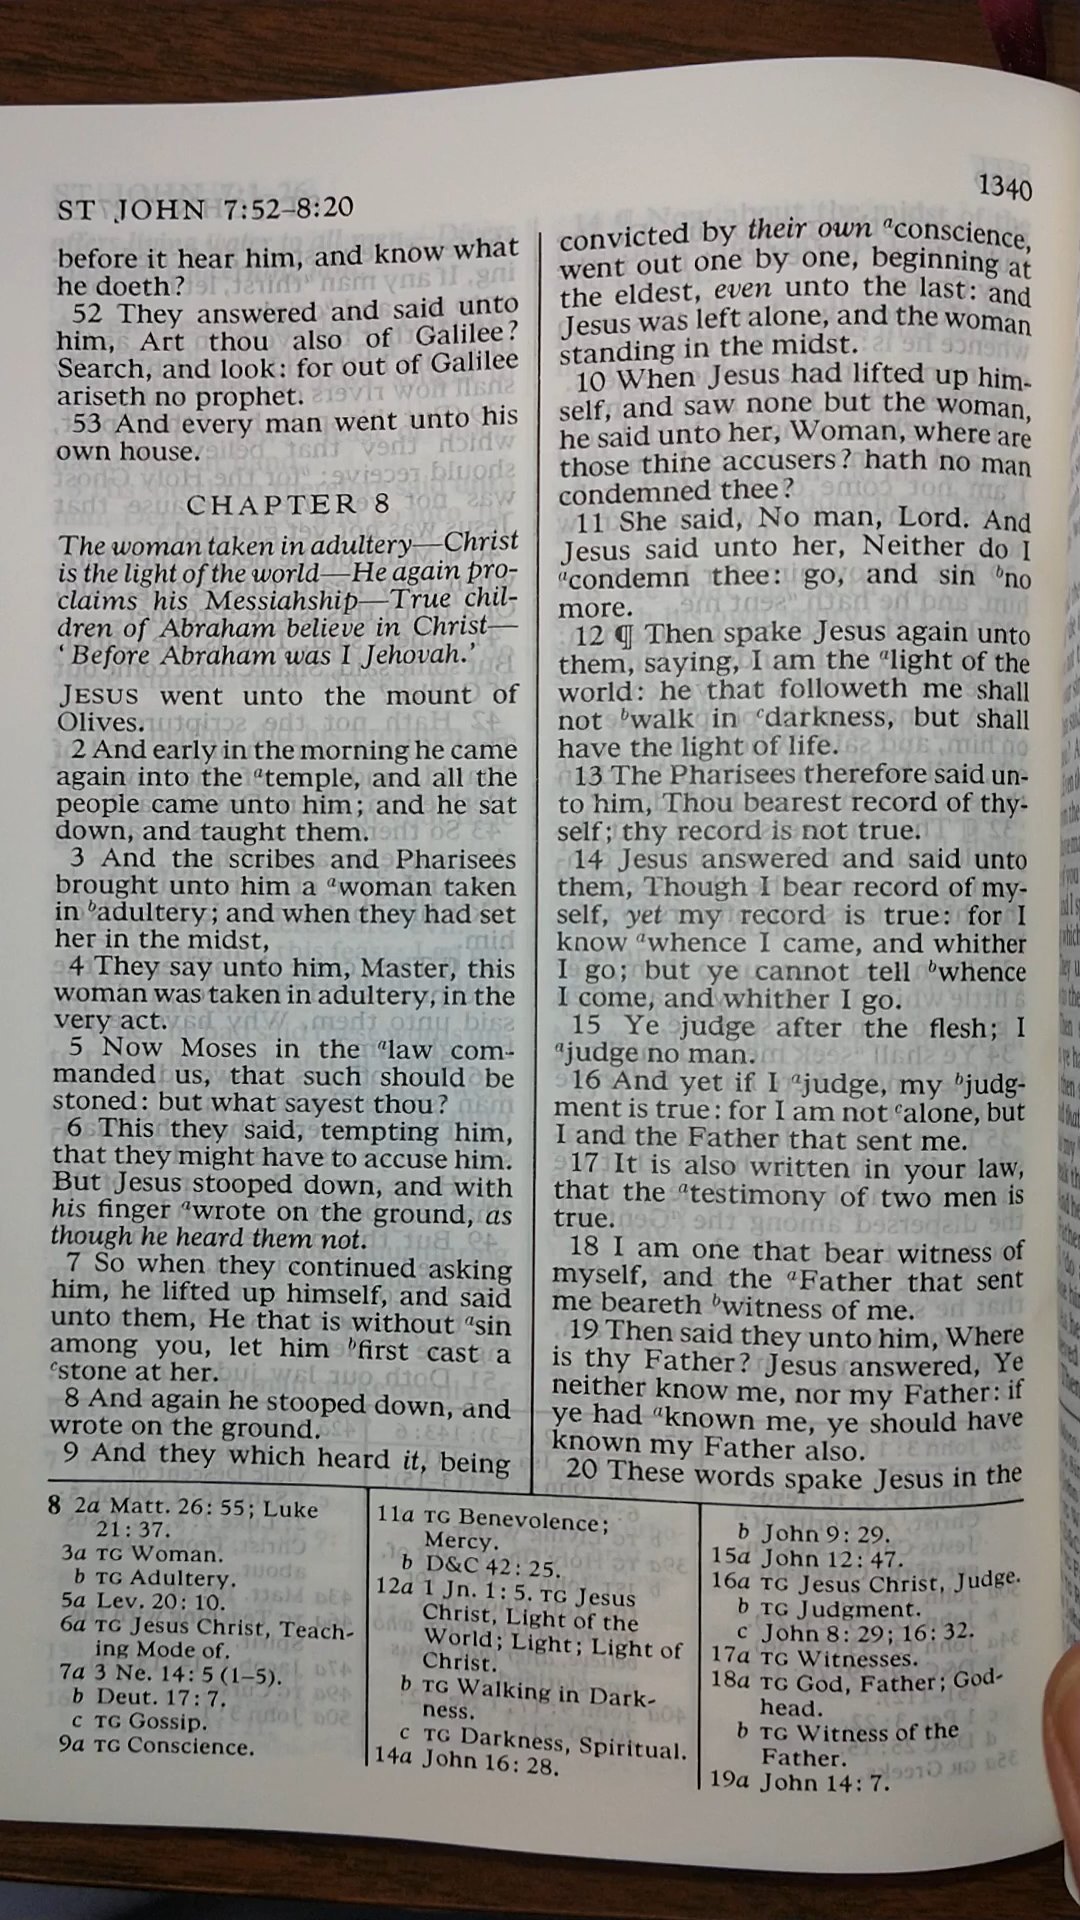 ST JOHN 7:52–8:20
1340
before it hear him, and know what
he doeth?
52 They answered and said unto
him, Art thou also of Galilee?
Search, and look: for out of Galilee
ariseth no prophet.
53 And every man went unto his
own house.
CHAPTER 8
The woman taken in adultery—Christ
is the light of the world—He again pro-
claims his Messiahship—True chil-
dren of Abraham believe in Christ—
‘Before Abraham was I Jehovah.’
JESUS went unto the mount of
Olives.
2 And early in the morning he came
again into the atemple, and all the
people came unto him; and he sat
down, and taught them.
3 And the scribes and Pharisees
brought unto him a awoman taken
in badultery; and when they had set
her in the midst,
4 They say unto him, Master, this
woman was taken in adultery, in the
very act.
5 Now Moses in the alaw com-
manded us, that such should be
stoned: but what sayest thou?
6 This they said, tempting him,
that they might have to accuse him.
But Jesus stooped down, and with
his finger awrote on the ground, as
though he heard them not.
7 So when they continued asking
him, he lifted up himself, and said
unto them, He that is without asin
among you, let him bfirst cast a
cstone at her.
8 And again he stooped down, and
wrote on the ground.
9 And they which heard it, being
convicted by their own aconscience,
went out one by one, beginning at
the eldest, even unto the last: and
Jesus was left alone, and the woman
standing in the midst.
10 When Jesus had lifted up him-
self, and saw none but the woman,
he said unto her, Woman, where are
those thine accusers? hath no man
condemned thee?
11 She said, No man, Lord. And
Jesus said unto her, Neither do I
acondemn thee: go, and sin bno
more.
12 ¶ Then spake Jesus again unto
them, saying, I am the alight of the
world: he that followeth me shall
not bwalk in cdarkness, but shall
have the light of life.
13 The Pharisees therefore said un-
to him, Thou bearest record of thy-
self; thy record is not true.
14 Jesus answered and said unto
them, Though I bear record of my-
self, yet my record is true: for I
know awhence I came, and whither
I go; but ye cannot tell bwhence
I come, and whither I go.
15 Ye judge after the flesh; I
ajudge no man.
16 And yet if I ajudge, my bjudg-
ment is true: for I am not calone, but
I and the Father that sent me.
17 It is also written in your law,
that the atestimony of two men is
true.
18 I am one that bear witness of
myself, and the aFather that sent
me beareth bwitness of me.
19 Then said they unto him, Where
is thy Father? Jesus answered, Ye
neither know me, nor my Father: if
ye had aknown me, ye should have
known my Father also.
20 These words spake Jesus in the
8 2a Matt. 26: 55; Luke
21: 37.
3a TG Woman.
b TG Adultery.
5a Lev. 20: 10.
6a TG Jesus Christ, Teach-
ing Mode of.
7a 3 Ne. 14: 5 (1–5).
b Deut. 17: 7.
c TG Gossip.
9a TG Conscience.
11a TG Benevolence;
Mercy.
b D&C 42: 25.
12a 1 Jn. 1: 5. TG Jesus
Christ, Light of the
World; Light; Light of
Christ.
b TG Walking in Dark-
ness.
c TG Darkness, Spiritual.
14a John 16: 28.
b John 9: 29.
15a John 12: 47.
16a TG Jesus Christ, Judge.
b TG Judgment.
c John 8: 29; 16: 32.
17a TG Witnesses.
18a TG God, Father; God-
head.
b TG Witness of the
Father.
19a John 14: 7.